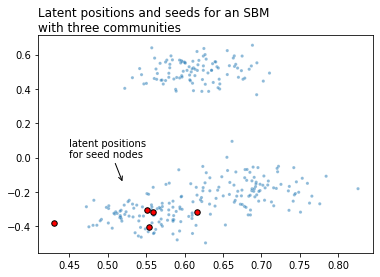 Latent positions and seeds for an SBM
with three communities
0.6
0.4
0.2
0.0
−0.2
−0.4
latent positions
for seed nodes
0.45 0.50 0.55 0.60 0.65 0.70 0.75 0.80